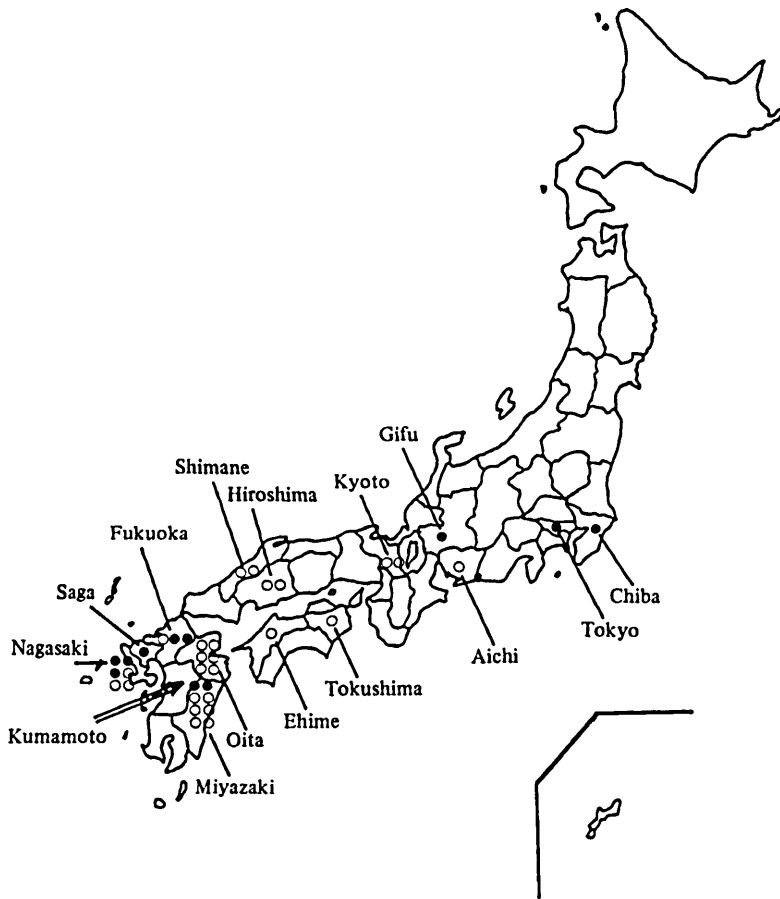 Gifu
Shimane
Hiroshima
Kyoto
Fukuoka
Saga
Chiba
Tokyo
Nagasaki
Aichi
Tokushima
Ehime
Kumamoto
Oita
Miyazaki